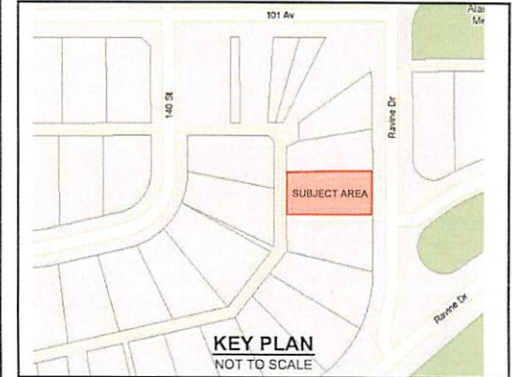 101 Av
140 St
Ravine Dr
SUBJECT AREA
Ravine Dr
KEY PLAN
NOT TO SCALE